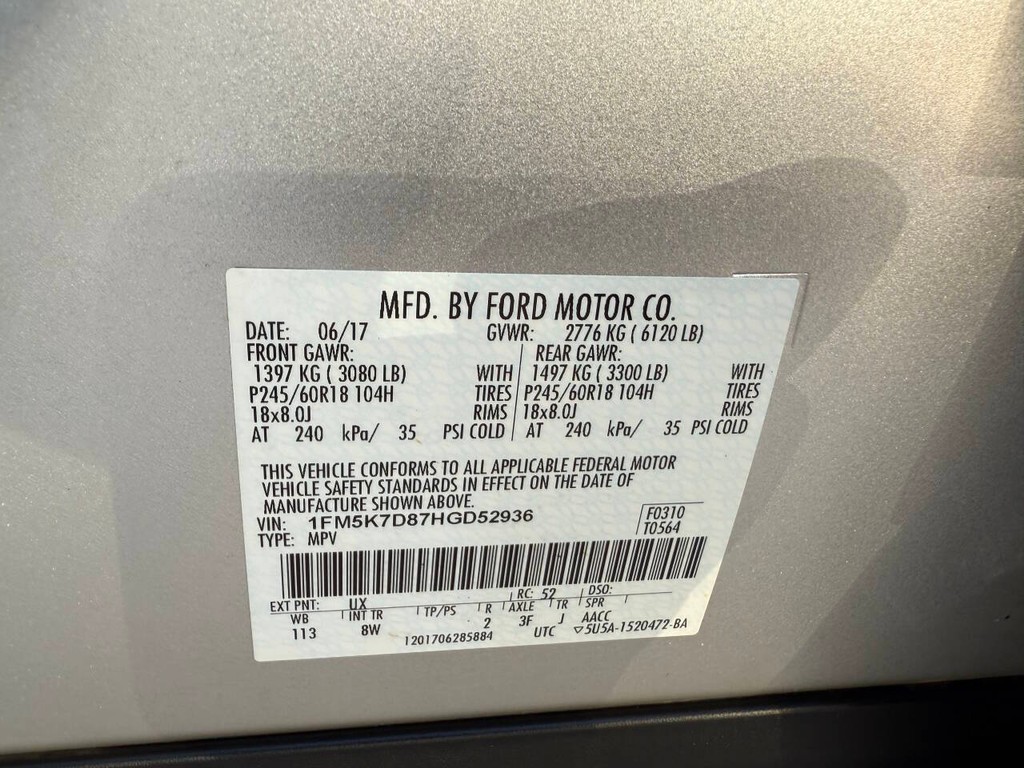 MFD. BY FORD MOTOR CO.
DATE: 06/17 GVWR: 2776 KG ( 6120 LB)
FRONT GAWR: REAR GAWR:
1397 KG ( 3080 LB) WITH 1497 KG ( 3300 LB) WITH
P245/60R18 104H TIRES P245/60R18 104H TIRES
18x8.0J RIMS 18x8.0J RIMS
AT 240 kPa/ 35 PSI COLD AT 240 kPa/ 35 PSI COLD
THIS VEHICLE CONFORMS TO ALL APPLICABLE FEDERAL MOTOR
VEHICLE SAFETY STANDARDS IN EFFECT ON THE DATE OF
MANUFACTURE SHOWN ABOVE.
VIN: 1FM5K7D87HGD52936 F0310
TYPE: MPV T0564
EXT PNT: UX RC: 52 DSO:
WB INT TR TP/PS R AXLE TR SPR
113 8W 2 3F J AACC
1201706285884 UTC ▽5U5A-1520472-BA